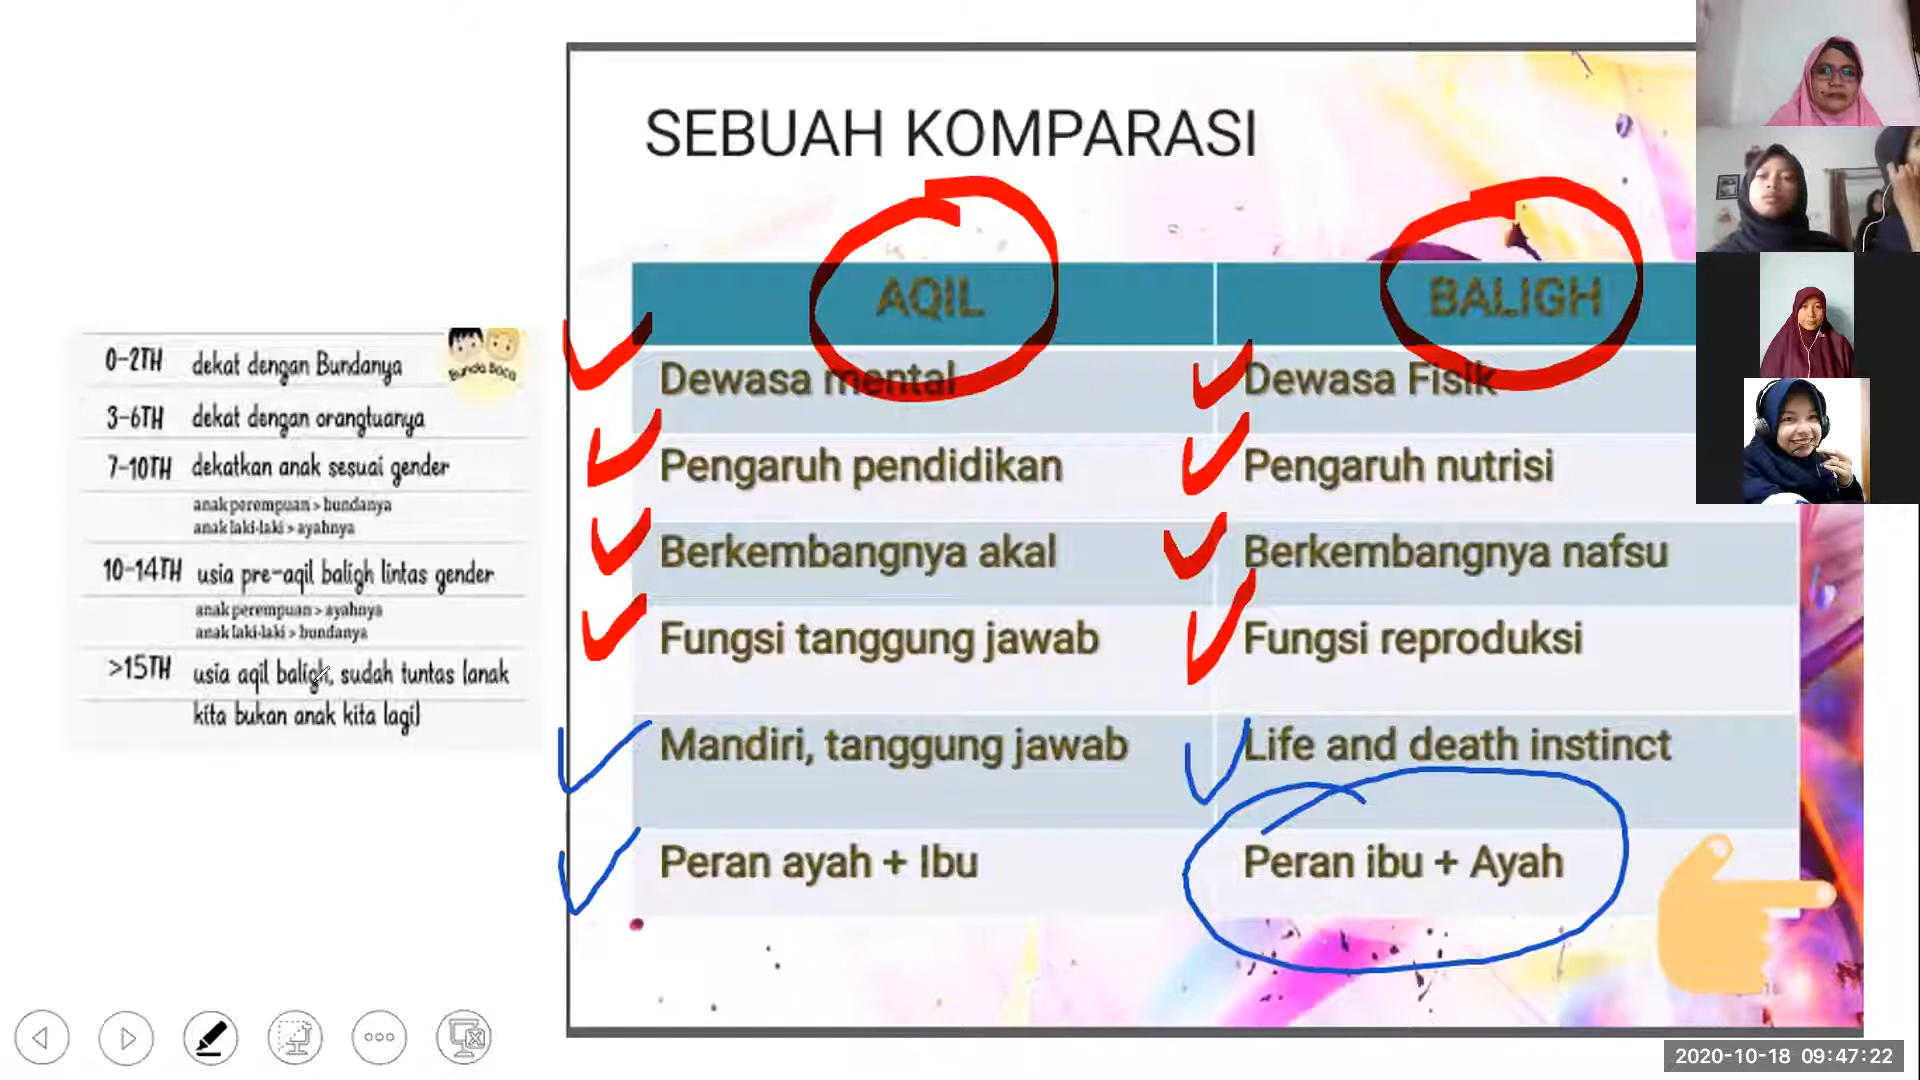 SEBUAH KOMPARASI
AQIL BALIGH
Dewasa mental Dewasa Fisik
Pengaruh pendidikan Pengaruh nutrisi
Berkembangnya akal Berkembangnya nafsu
Fungsi tanggung jawab Fungsi reproduksi
Mandiri, tanggung jawab Life and death instinct
Peran ayah + Ibu Peran ibu + Ayah
Bunda Baca
0-2TH dekat dengan Bundanya
3-6TH dekat dengan orangtuanya
7-10TH dekatkan anak sesuai gender
anak perempuan > bundanya
anak laki-laki > ayahnya
10-14TH usia pre-aqil baligh lintas gender
anak perempuan > ayahnya
anak laki-laki > bundanya
>15TH usia aqil baligh, sudah tuntas (anak
kita bukan anak kita lagi)
16
2020-10-18 09:47:22